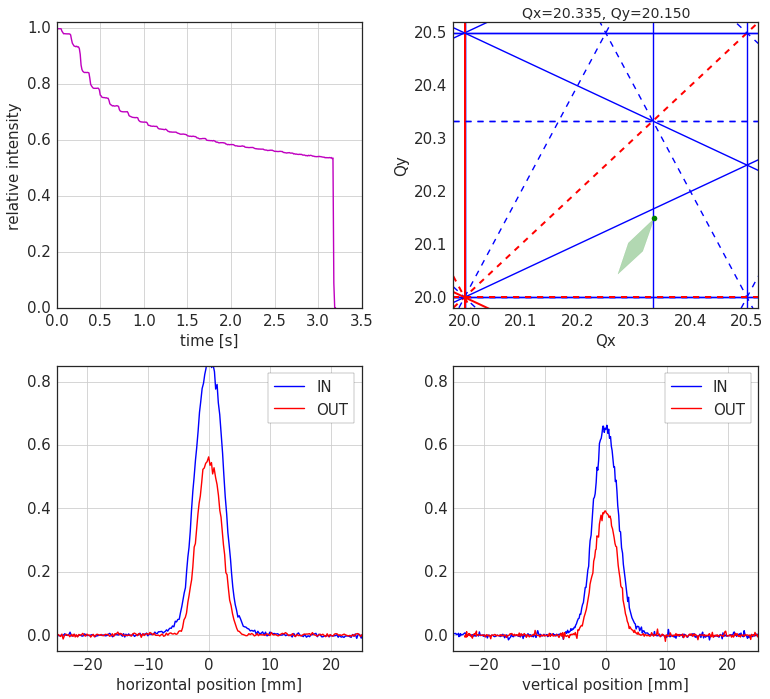 Qx=20.335, Qy=20.150
1.0
0.8
0.6
0.4
0.2
0.0
relative intensity
0.0 0.5 1.0 1.5 2.0 2.5 3.0 3.5
time [s]
20.5
20.4
20.3
20.2
20.1
20.0
Qy
20.0 20.1 20.2 20.3 20.4 20.5
Qx
0.8
0.6
0.4
0.2
0.0
IN
OUT
−20 −10 0 10 20
horizontal position [mm]
0.8
0.6
0.4
0.2
0.0
IN
OUT
−20 −10 0 10 20
vertical position [mm]